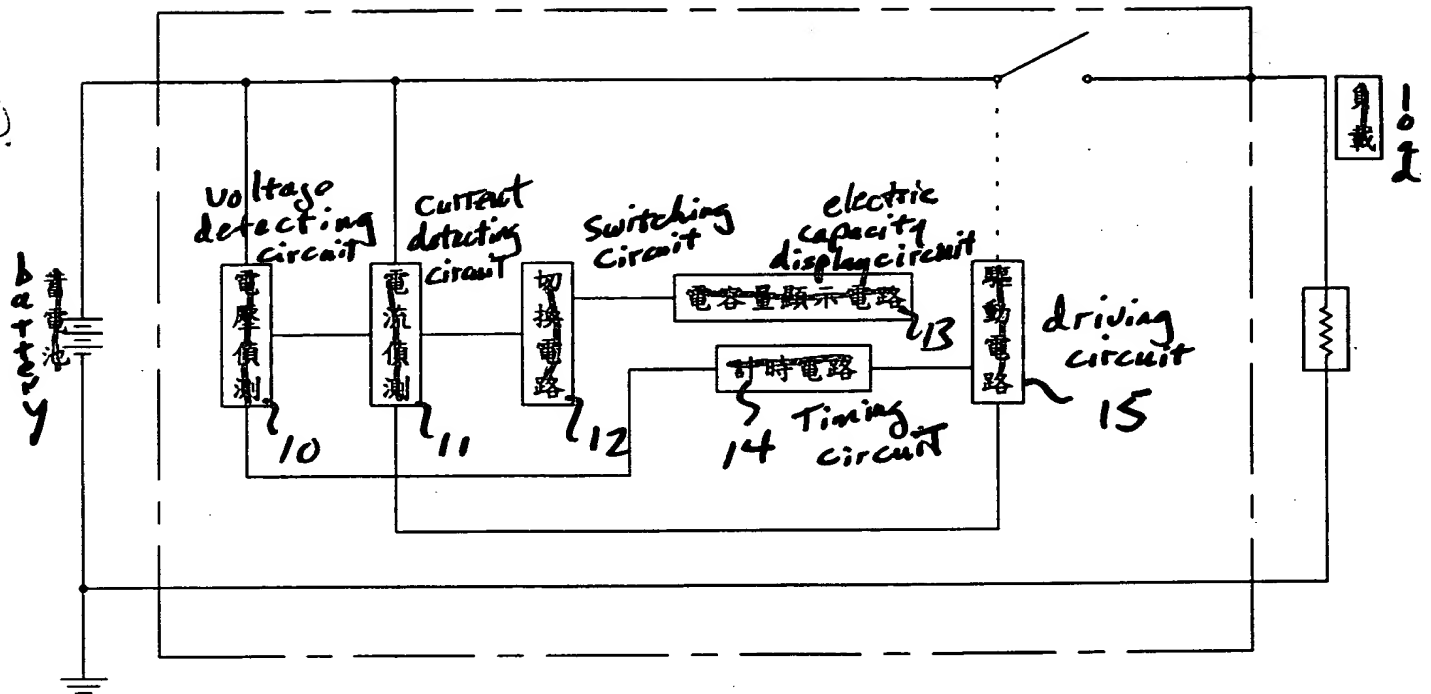 負載
load
voltage
detecting
circuit
current
detecting
circuit
switching
circuit
electric
capacity
display circuit
battery
蓄電池
電壓偵測
10
電流偵測
11
切換電路
12
電容量顯示電路
13
計時電路
14
Timing
circuit
驅動電路
15
driving
circuit